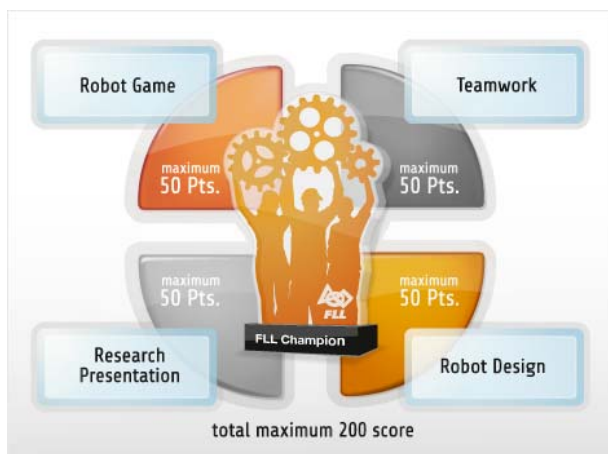 Robot Game
Teamwork
maximum
50 Pts.
maximum
50 Pts.
maximum
50 Pts.
maximum
50 Pts.
FLL
FLL Champion
Research
Presentation
Robot Design
total maximum 200 score